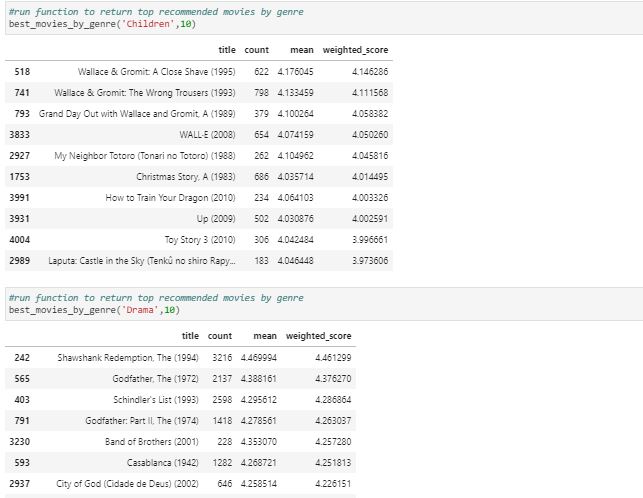 #run function to return top recommended movies by genre
best_movies_by_genre('Children',10)
title count mean weighted_score
518 Wallace & Gromit: A Close Shave (1995) 622 4.176045 4.146286
741 Wallace & Gromit: The Wrong Trousers (1993) 798 4.133459 4.111568
793 Grand Day Out with Wallace and Gromit, A (1989) 379 4.100264 4.058382
3833 WALL·E (2008) 654 4.074159 4.050260
2927 My Neighbor Totoro (Tonari no Totoro) (1988) 262 4.104962 4.045816
1753 Christmas Story, A (1983) 686 4.035714 4.014495
3991 How to Train Your Dragon (2010) 234 4.064103 4.003326
3931 Up (2009) 502 4.030876 4.002591
4004 Toy Story 3 (2010) 306 4.042484 3.996661
2989 Laputa: Castle in the Sky (Tenkû no shiro Rapy... 183 4.046448 3.973606
#run function to return top recommended movies by genre
best_movies_by_genre('Drama',10)
title count mean weighted_score
242 Shawshank Redemption, The (1994) 3216 4.469994 4.461299
565 Godfather, The (1972) 2137 4.388161 4.376270
403 Schindler's List (1993) 2598 4.295612 4.286864
791 Godfather: Part II, The (1974) 1418 4.278561 4.263037
3230 Band of Brothers (2001) 228 4.353070 4.257280
593 Casablanca (1942) 1282 4.268721 4.251813
2937 City of God (Cidade de Deus) (2002) 646 4.258514 4.226151